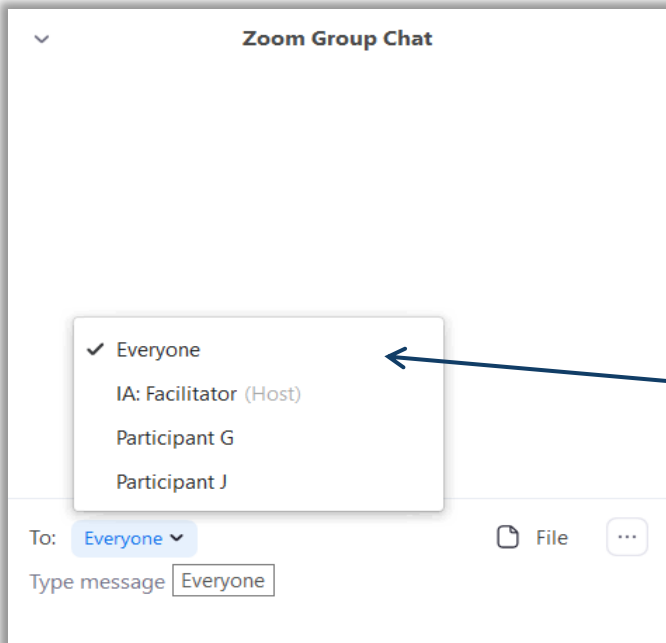 Zoom Group Chat
Everyone
IA: Facilitator (Host)
Participant G
Participant J
To: Everyone File ...
Type message Everyone